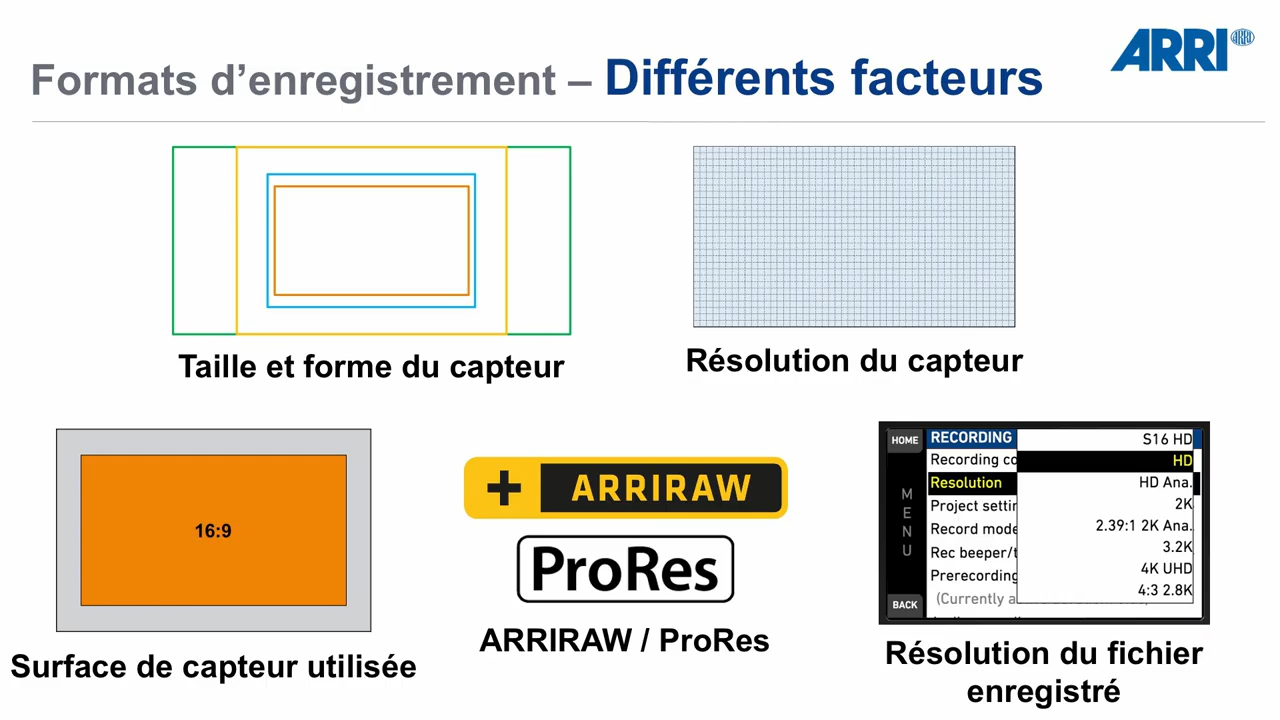 ARRI
Formats d’enregistrement – Différents facteurs
Taille et forme du capteur
Résolution du capteur
16:9
Surface de capteur utilisée
+ ARRIRAW
ProRes
ARRIRAW / ProRes
HOME
MENU
BACK
RECORDING
Recording co
Resolution
Project settin
Record mode
Rec beeper/t
Prerecording
(Currently a
S16 HD
HD
HD Ana.
2K
2.39:1 2K Ana.
3.2K
4K UHD
4:3 2.8K
Résolution du fichier
enregistré